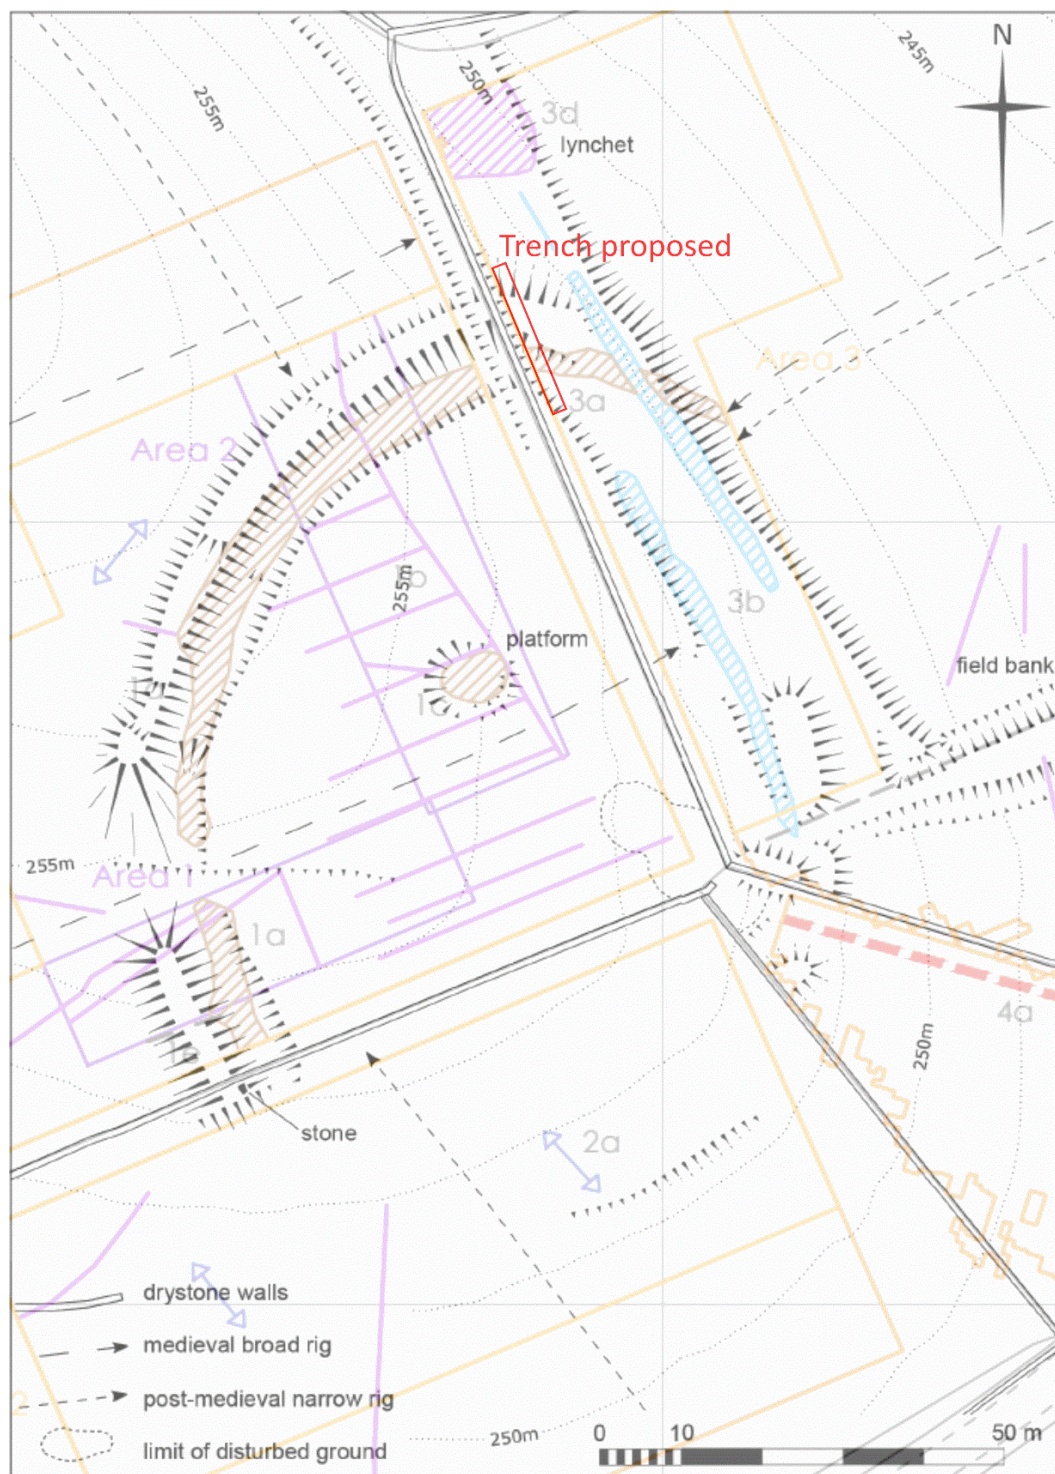 245m
N
250m
255m
3d
lynchet
Trench proposed
Area 3
3a
Area 2
255m
1b
3b
platform
field bank
1d
1c
255m
Area 1
1a
4a
250m
1e
stone
2a
drystone walls
medieval broad rig
post-medieval narrow rig
2
limit of disturbed ground
250m
0 10 50 m